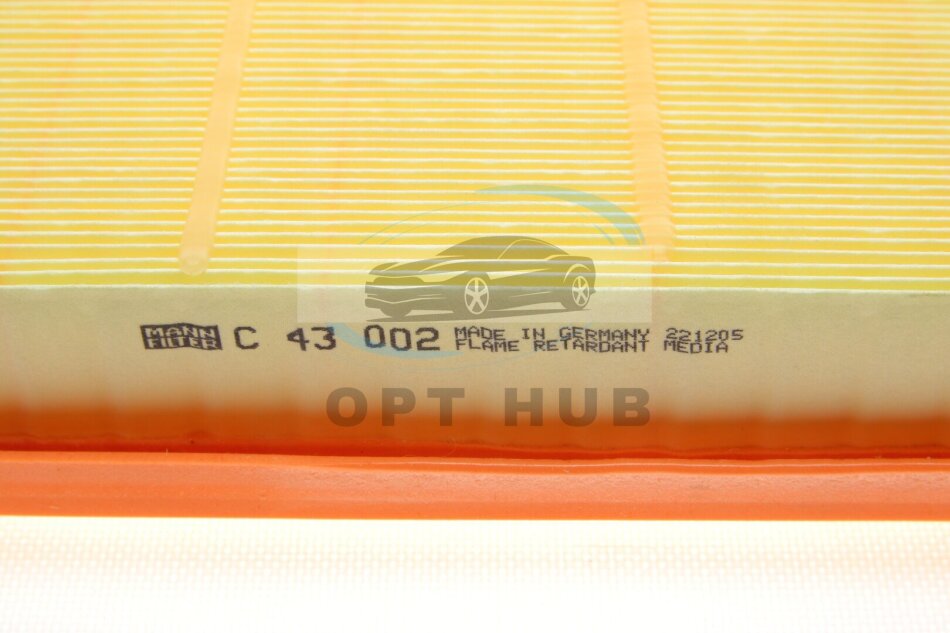 MANN FILTER
C 43 002
MADE IN GERMANY 221205
FLAME RETARDANT MEDIA
OPT HUB